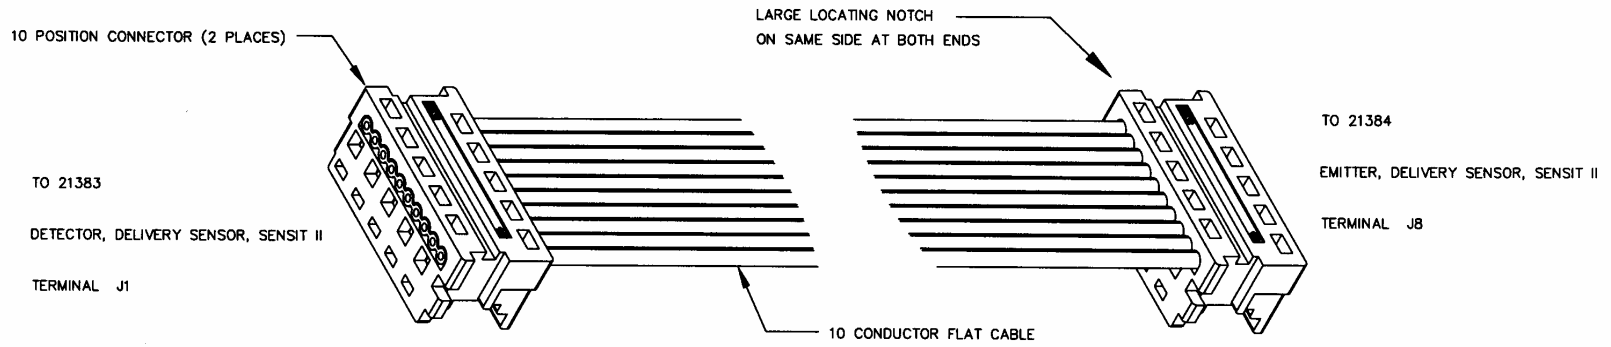 LARGE LOCATING NOTCH
ON SAME SIDE AT BOTH ENDS
10 POSITION CONNECTOR (2 PLACES)
TO 21383
DETECTOR, DELIVERY SENSOR, SENSIT II
TERMINAL J1
TO 21384
EMITTER, DELIVERY SENSOR, SENSIT II
TERMINAL J8
10 CONDUCTOR FLAT CABLE